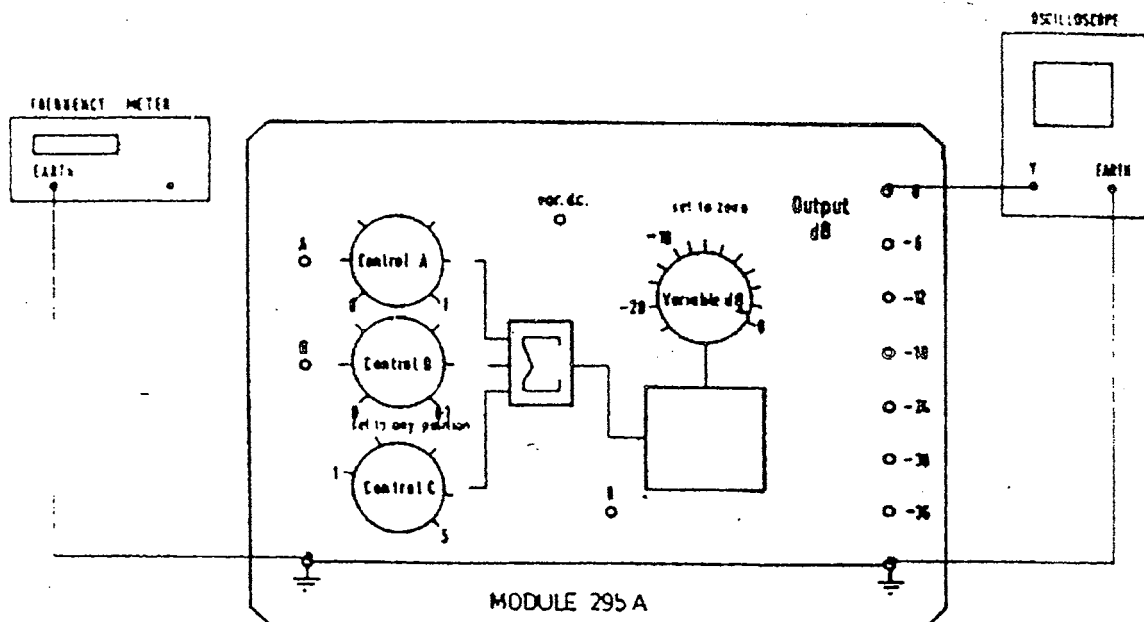 OSCILLOSCOPE
FREQUENCY METER
EARTH
Y EARTH
var. d.c.
set to zero
Output
dB
0
-6
-12
-18
-24
-30
-36
A
Control A
0 1
-10
-20
Variable dB
0
B
Control B
set to any position
1
Control C
5
MODULE 295 A